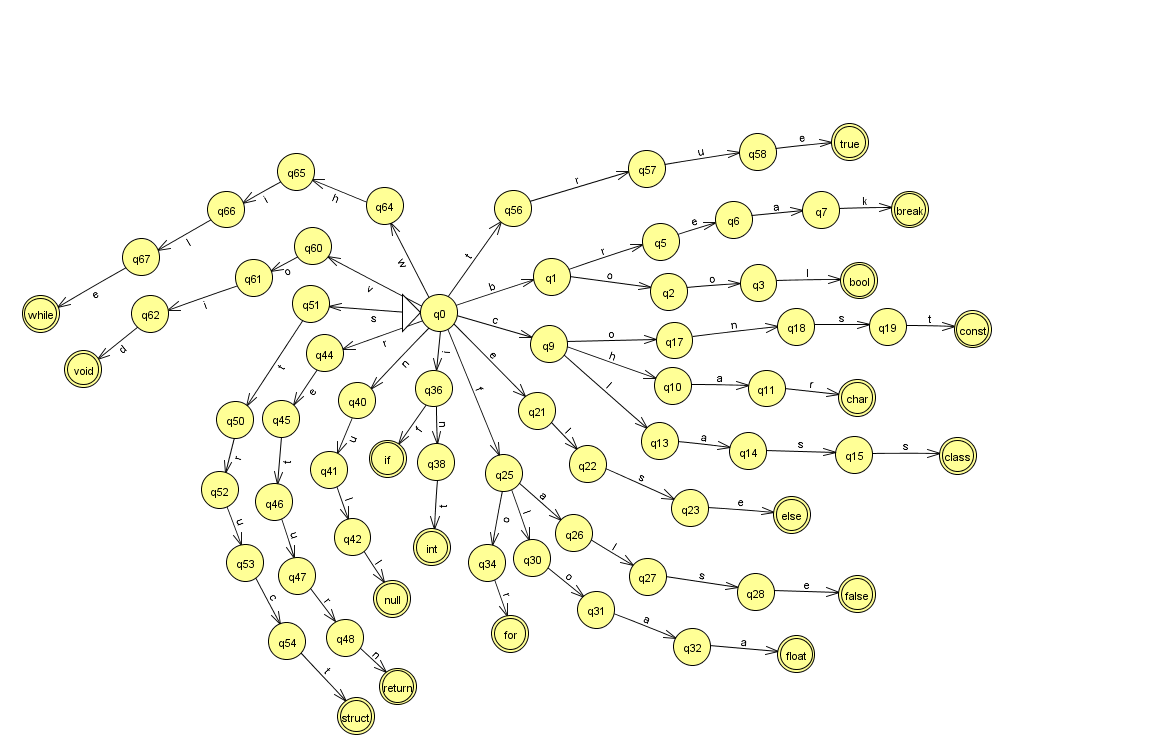 true
e
q58
u
q57
r
q56
t
q65
h
q64
i
q66
l
q67
e
while
w
q60
o
q61
i
q62
d
void
v
q0
b
q1
r
q5
e
q6
a
q7
k
break
o
q2
o
q3
l
bool
c
q9
o
q17
n
q18
s
q19
t
const
h
q10
a
q11
r
char
l
q13
a
q14
s
q15
s
class
s
q51
t
q50
r
q52
u
q53
c
q54
t
struct
r
q44
e
q45
t
q46
u
q47
r
q48
n
return
n
q40
u
q41
l
q42
l
null
i
q36
f
if
n
q38
t
int
e
q21
l
q22
s
q23
e
else
f
q25
a
q26
l
q27
s
q28
e
false
l
q30
o
q31
a
q32
a
float
o
q34
r
for